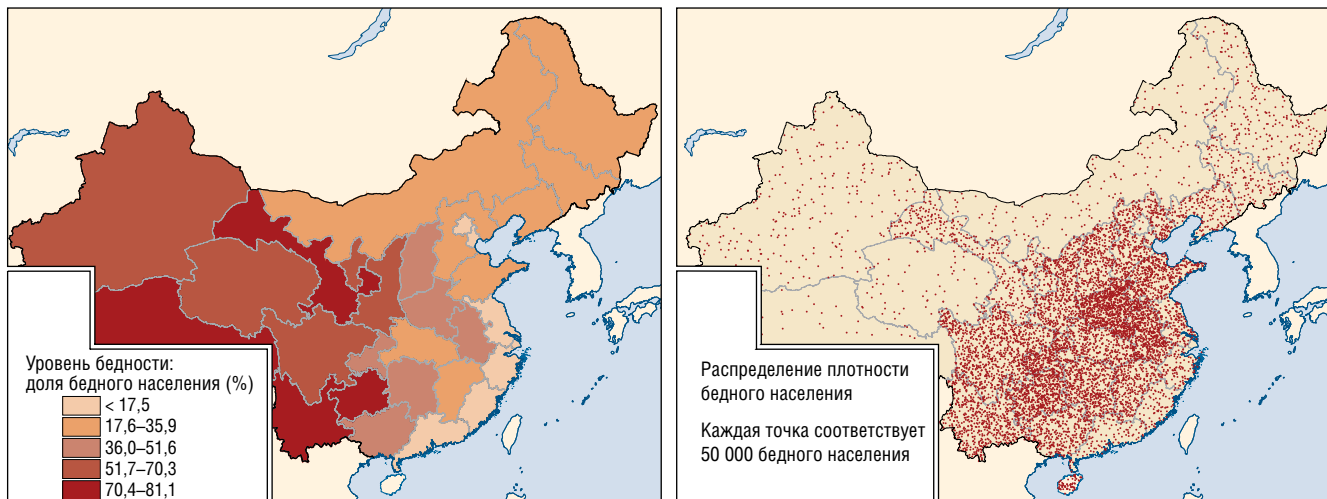 Уровень бедности:
доля бедного населения (%)
< 17,5
17,6–35,9
36,0–51,6
51,7–70,3
70,4–81,1
Распределение плотности
бедного населения
Каждая точка соответствует
50 000 бедного населения